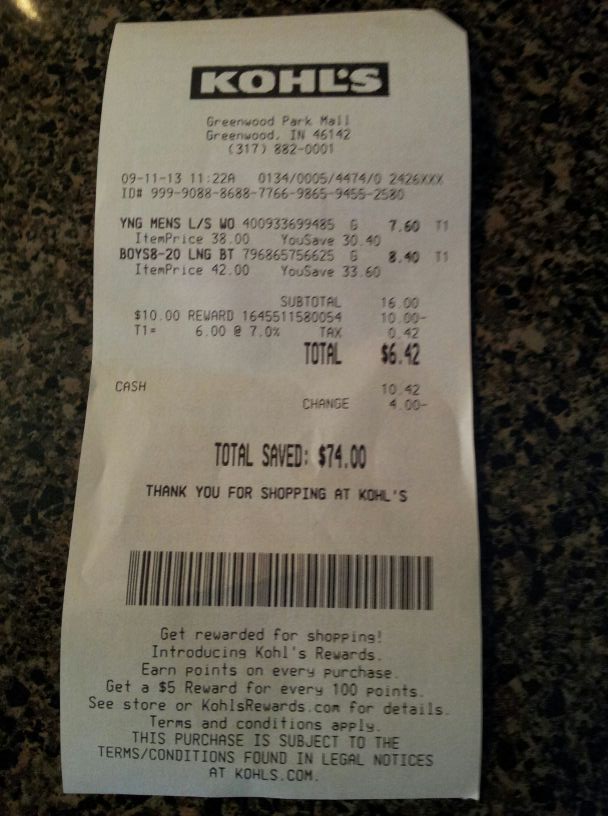 KOHL'S
Greenwood Park Mall
Greenwood, IN 46142
(317) 882-0001
09-11-13 11:22A 0134/0005/4474/0 2426XXX
ID# 999-9088-8688-7766-9865-9455-2580
YNG MENS L/S WO 400933699485 G 7.60 T1
ItemPrice 38.00 YouSave 30.40
BOYS8-20 LNG BT 796865756625 G 8.40 T1
ItemPrice 42.00 YouSave 33.60
SUBTOTAL 16.00
$10.00 REWARD 1645511580054 10.00-
T1= 6.00 @ 7.0% TAX 0.42
TOTAL $6.42
CASH 10.42
CHANGE 4.00-
TOTAL SAVED: $74.00
THANK YOU FOR SHOPPING AT KOHL'S
Get rewarded for shopping!
Introducing Kohl's Rewards.
Earn points on every purchase.
Get a $5 Reward for every 100 points.
See store or KohlsRewards.com for details.
Terms and conditions apply.
THIS PURCHASE IS SUBJECT TO THE
TERMS/CONDITIONS FOUND IN LEGAL NOTICES
AT KOHLS.COM.